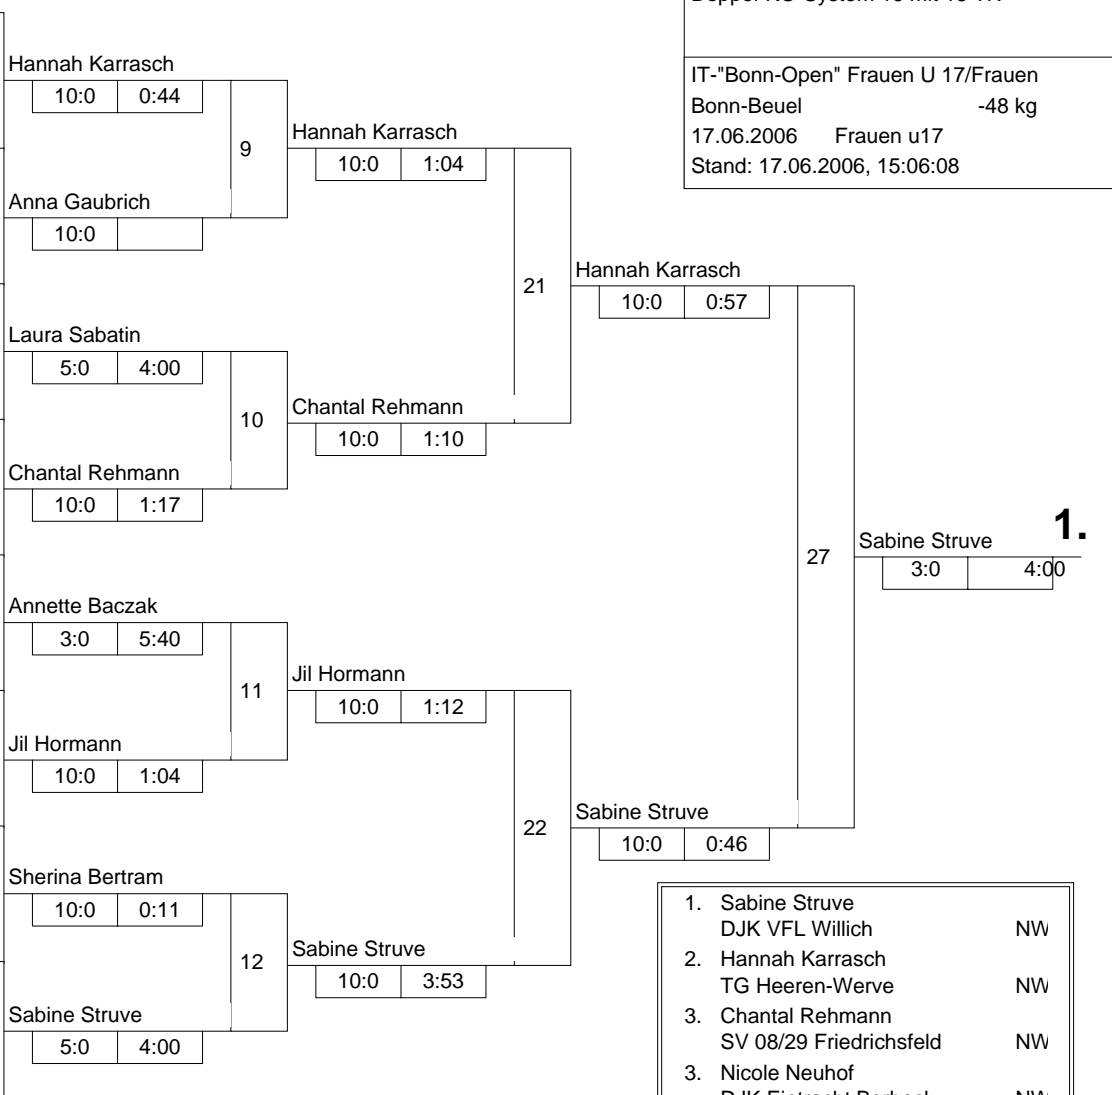 IT-"Bonn-Open" Frauen U 17/Frauen
Bonn-Beuel -48 kg
17.06.2006 Frauen u17
Stand: 17.06.2006, 15:06:08
Hannah Karrasch
10:0 0:44
9
Anna Gaubrich
10:0
Laura Sabatin
5:0 4:00
10
Chantal Rehmann
10:0 1:17
Annette Baczak
3:0 5:40
11
Jil Hormann
10:0 1:04
Sherina Bertram
10:0 0:11
12
Sabine Struve
5:0 4:00
Hannah Karrasch
10:0 1:04
21
Chantal Rehmann
10:0 1:10
Jil Hormann
10:0 1:12
22
Sabine Struve
10:0 3:53
Hannah Karrasch
10:0 0:57
27
Sabine Struve
10:0 0:46
1.
Sabine Struve
3:0 4:00
1. Sabine Struve
DJK VFL Willich NW
2. Hannah Karrasch
TG Heeren-Werve NW
3. Chantal Rehmann
SV 08/29 Friedrichsfeld NW
3. Nicole Neuhof